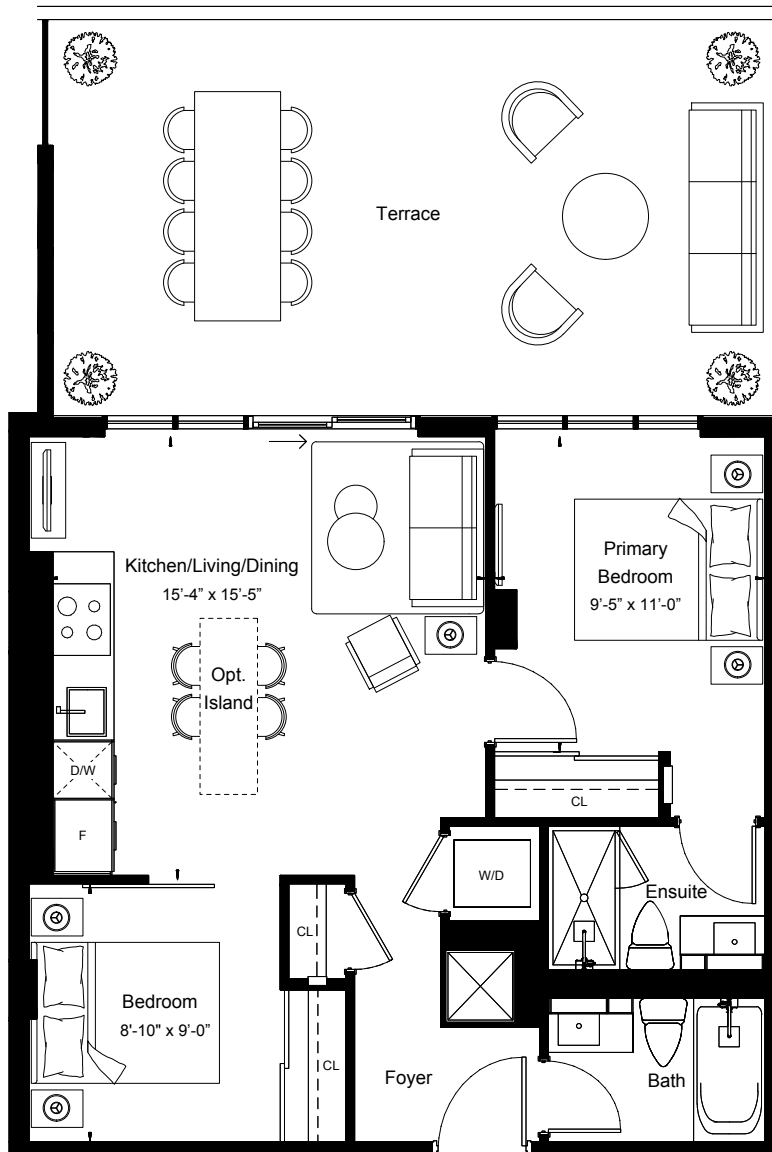 Terrace
Kitchen/Living/Dining
15’-4” x 15’-5”
Primary
Bedroom
9’-5” x 11’-0”
Opt.
Island
D/W
F
CL
W/D
Ensuite
CL
Bedroom
8'-10" x 9'-0”
CL
Foyer
Bath